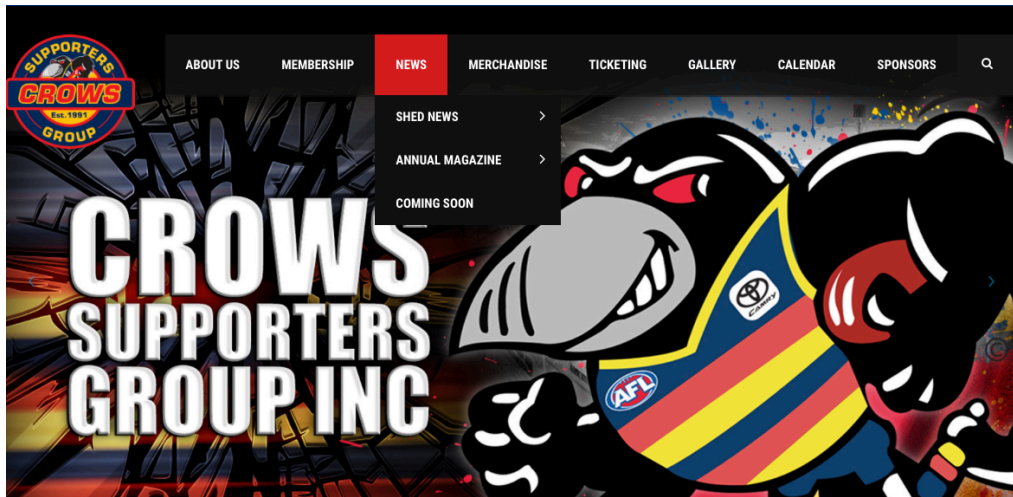 SUPPORTERS
CROWS
Est.1991
GROUP
ABOUT US
MEMBERSHIP
NEWS
MERCHANDISE
TICKETING
GALLERY
CALENDAR
SPONSORS
SHED NEWS
ANNUAL MAGAZINE
COMING SOON
CROWS
SUPPORTERS
GROUP INC
CAMRY
AFL
©